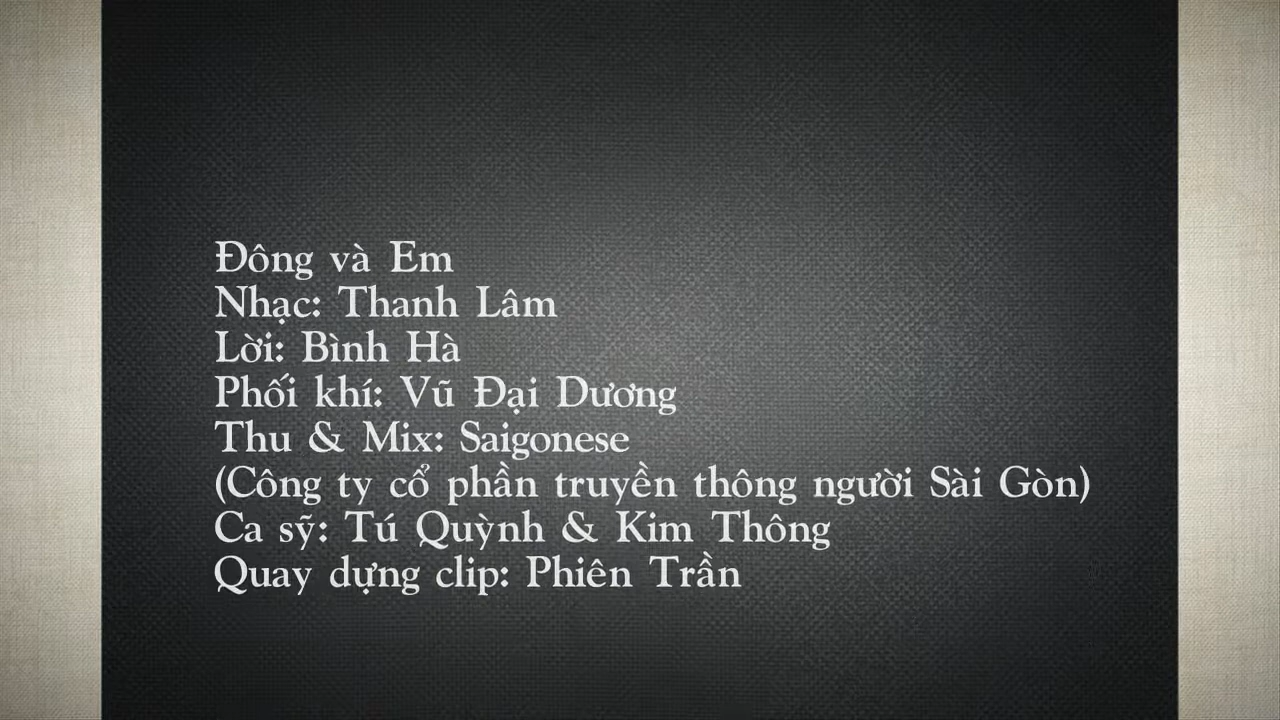 Đông và Em
Nhạc: Thanh Lâm
Lời: Bình Hà
Phối khí: Vũ Đại Dương
Thu & Mix: Saigonese
(Công ty cổ phần truyền thông người Sài Gòn)
Ca sỹ: Tú Quỳnh & Kim Thông
Quay dựng clip: Phiên Trần